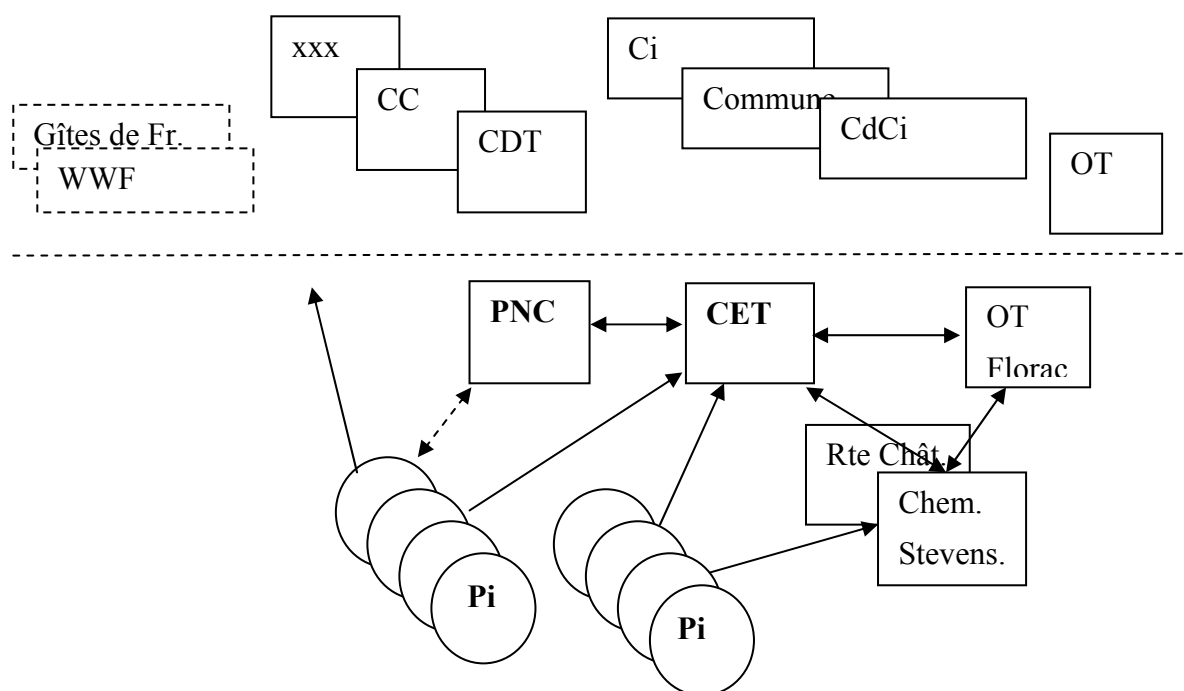 xxx
CC
CDT
Ci
Commune
CdCi
Gîtes de Fr.
WWF
OT
PNC
CET
OT
Florac
Rte Chât.
Chem.
Stevens.
Pi
Pi